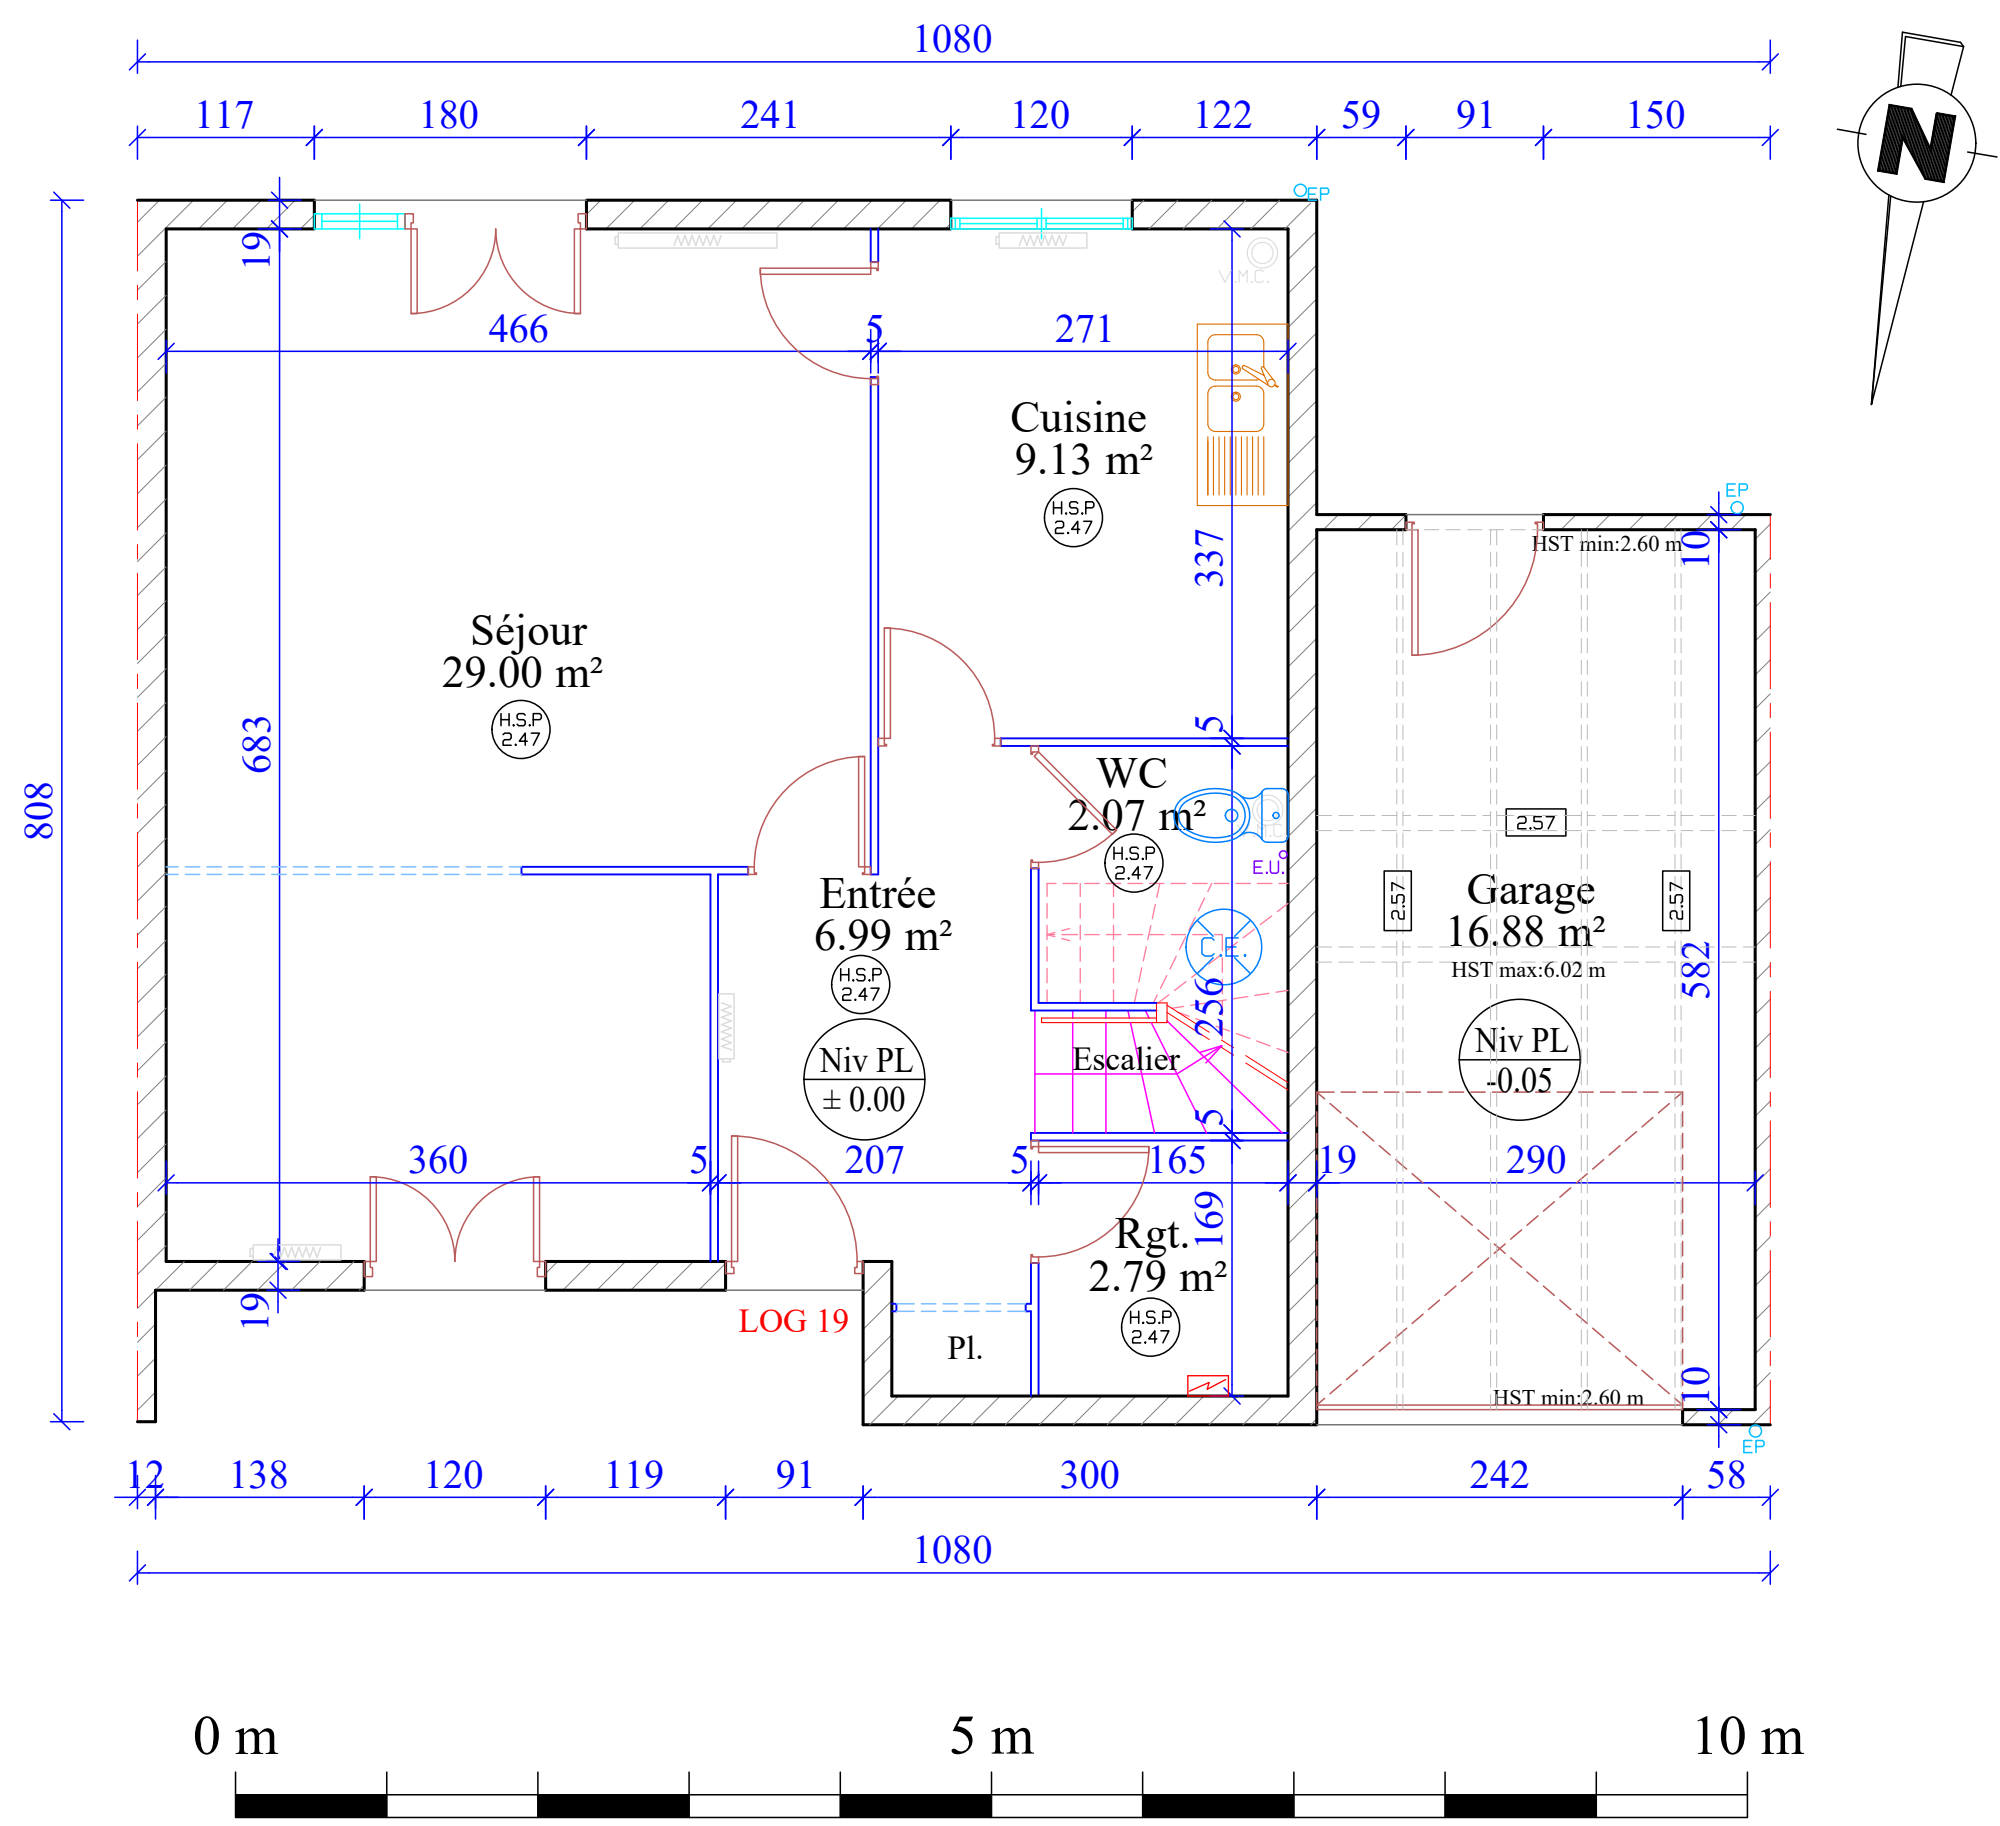 1080
117 180 241 120 122 59 91 150
N
EP
19
V.M.C.
466 5 271
Cuisine
9.13 m²
H.S.P
2.47
EP
HST min:2.60 m
10
337
Séjour
29.00 m²
H.S.P
2.47
683
808
5
WC
2.07 m²
H.S.P
2.47
E.U.
2.57
2.57
2.57
Garage
16.88 m²
HST max:6.02 m
582
Niv PL
-0.05
Entrée
6.99 m²
H.S.P
2.47
Niv PL
± 0.00
C.E.
256
Escalier
5
360 5 207 5 165 19 290
169
Rgt.
2.79 m²
H.S.P
2.47
19
LOG 19
Pl.
10
HST min:2.60 m
EP
12 138 120 119 91 300 242 58
1080
0 m 5 m 10 m